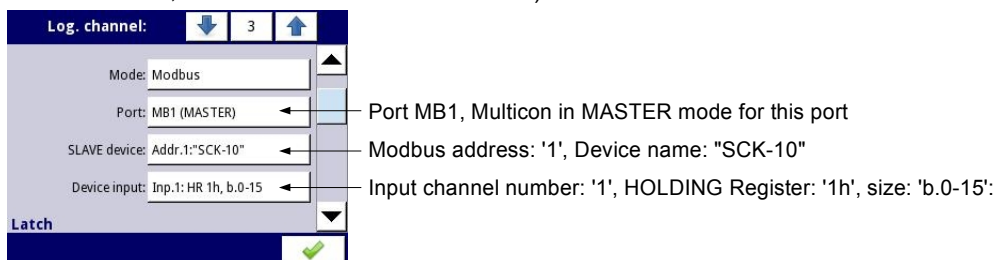 Log. channel: 3
Mode: Modbus
Port: MB1 (MASTER)
Port MB1, Multicon in MASTER mode for this port
SLAVE device: Addr.1:"SCK-10"
Modbus address: '1', Device name: "SCK-10"
Device input: Inp.1: HR 1h, b.0-15
Input channel number: '1', HOLDING Register: '1h', size: 'b.0-15':
Latch